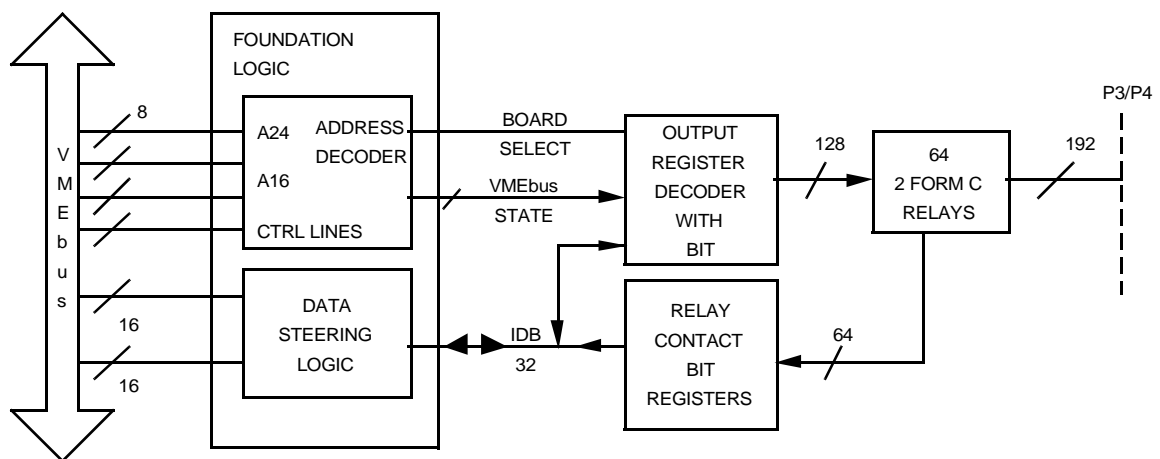 VMEbus
FOUNDATION
LOGIC
8
A24
ADDRESS
DECODER
A16
CTRL LINES
BOARD
SELECT
VMEbus
STATE
OUTPUT
REGISTER
DECODER
WITH
BIT
128
64
2 FORM C
RELAYS
192
P3/P4
16
16
DATA
STEERING
LOGIC
IDB
32
RELAY
CONTACT
BIT
REGISTERS
64